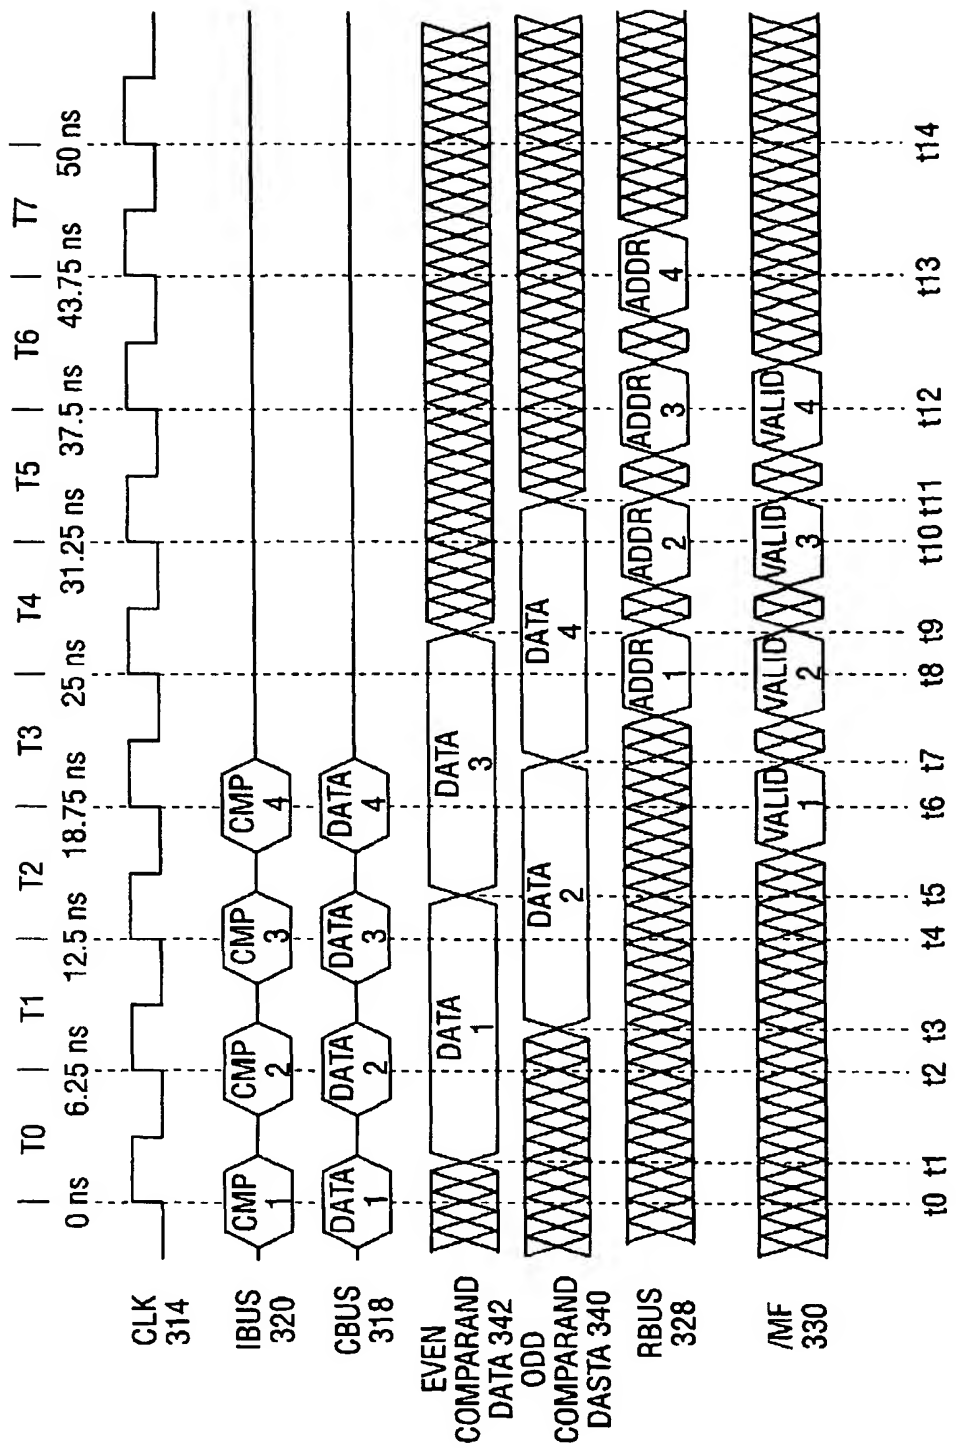 T0 T1 T2 T3 T4 T5 T6 T7
0 ns 6.25 ns 12.5 ns 18.75 ns 25 ns 31.25 ns 37.5 ns 43.75 ns 50 ns
CLK
314
IBUS
320
CMP
1
CMP
2
CMP
3
CMP
4
CBUS
318
DATA
1
DATA
2
DATA
3
DATA
4
EVEN
COMPARAND
DATA 342
DATA
1
DATA
3
ODD
COMPARAND
DASTA 340
DATA
2
DATA
4
RBUS
328
ADDR
1
ADDR
2
ADDR
3
ADDR
4
/MF
330
VALID
1
VALID
2
VALID
3
VALID
4
t0 t1 t2 t3 t4 t5 t6 t7 t8 t9 t10 t11 t12 t13 t14